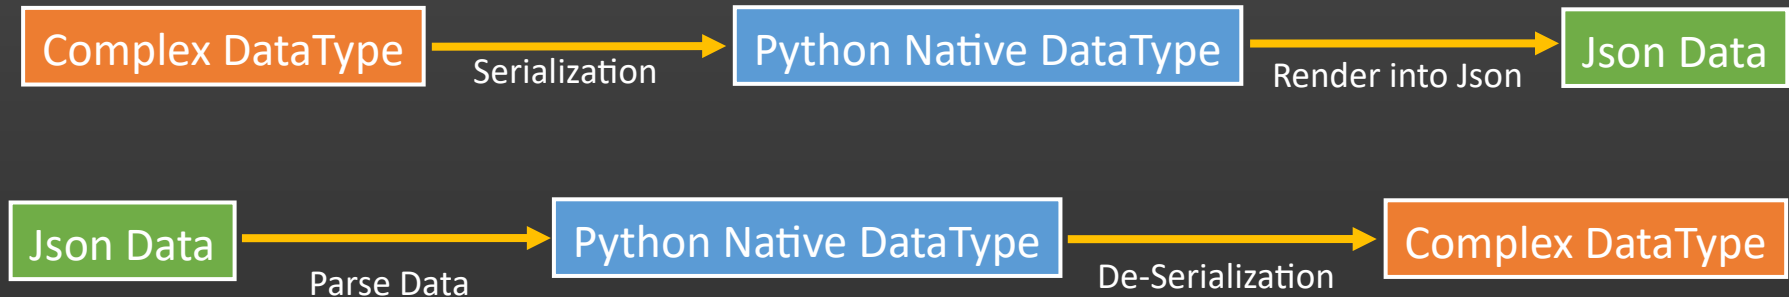 Complex DataType
Serialization
Python Native DataType
Render into Json
Json Data
Json Data
Parse Data
Python Native DataType
De-Serialization
Complex DataType